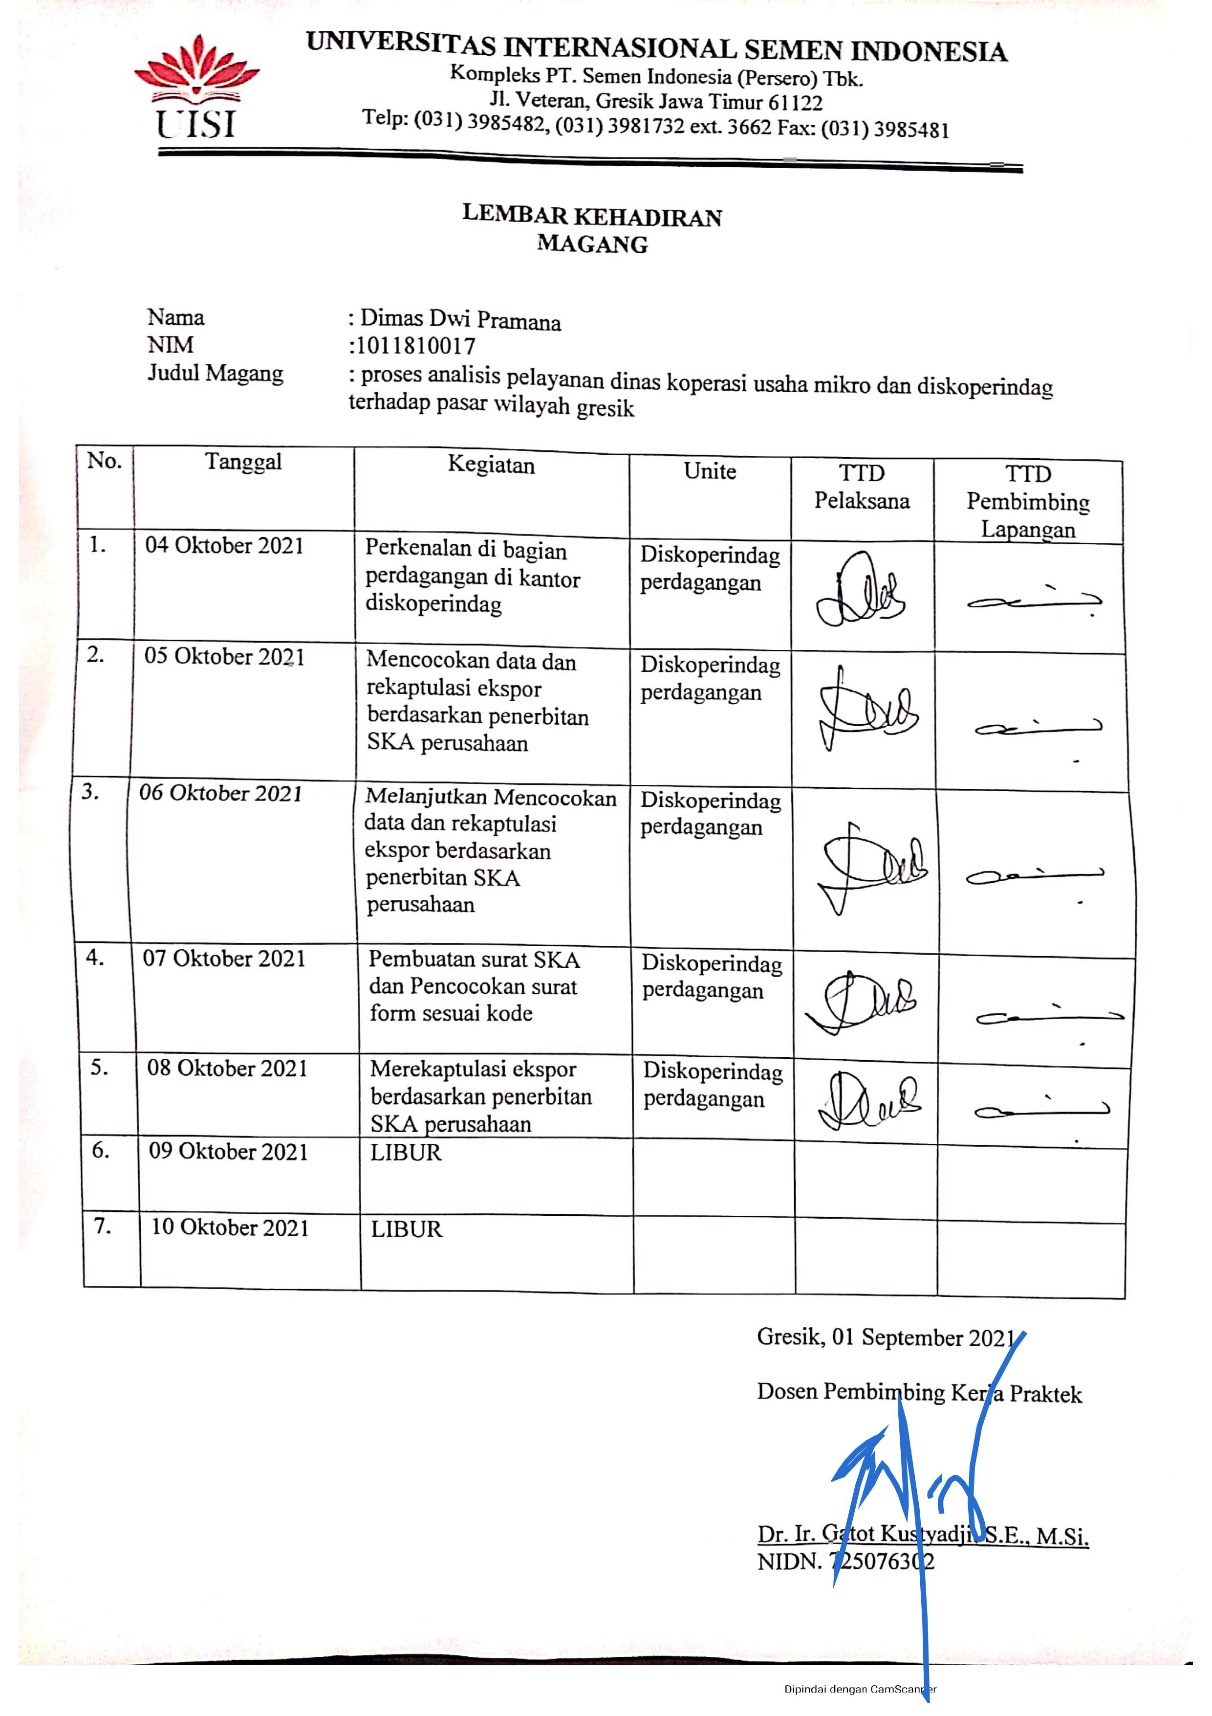 UNIVERSITAS INTERNASIONAL SEMEN INDONESIA
Kompleks PT. Semen Indonesia (Persero) Tbk.
Jl. Veteran, Gresik Jawa Timur 61122
Telp: (031) 3985482, (031) 3981732 ext. 3662 Fax: (031) 3985481
UISI
LEMBAR KEHADIRAN
MAGANG
Nama : Dimas Dwi Pramana
NIM :1011810017
Judul Magang : proses analisis pelayanan dinas koperasi usaha mikro dan diskoperindag
terhadap pasar wilayah gresik
No. Tanggal Kegiatan Unite TTD Pelaksana TTD Pembimbing Lapangan
1. 04 Oktober 2021 Perkenalan di bagian Diskoperindag
perdagangan di kantor perdagangan
diskoperindag
2. 05 Oktober 2021 Mencocokan data dan Diskoperindag
rekaptulasi ekspor perdagangan
berdasarkan penerbitan
SKA perusahaan
3. 06 Oktober 2021 Melanjutkan Mencocokan Diskoperindag
data dan rekaptulasi perdagangan
ekspor berdasarkan
penerbitan SKA
perusahaan
4. 07 Oktober 2021 Pembuatan surat SKA Diskoperindag
dan Pencocokan surat perdagangan
form sesuai kode
5. 08 Oktober 2021 Merekaptulasi ekspor Diskoperindag
berdasarkan penerbitan perdagangan
SKA perusahaan
6. 09 Oktober 2021 LIBUR
7. 10 Oktober 2021 LIBUR
Gresik, 01 September 2021
Dosen Pembimbing Kerja Praktek
Dr. Ir. Gatot Kustyadji, S.E., M.Si.
NIDN. 725076302
Dipindai dengan CamScanner